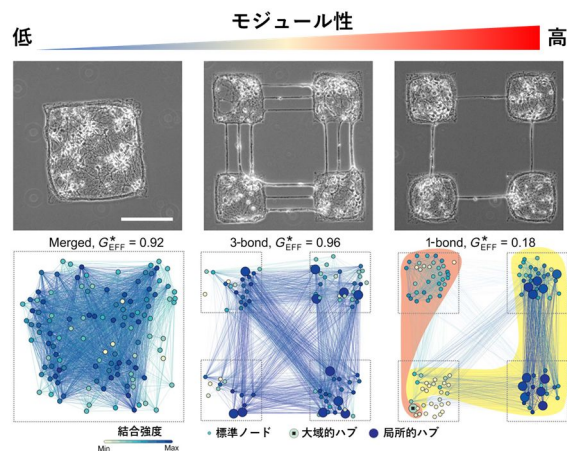 モジュール性
低
高
Merged, G*EFF = 0.92
3-bond, G*EFF = 0.96
1-bond, G*EFF = 0.18
結合強度
Min
Max
標準ノード
大域的ハブ
局所的ハブ